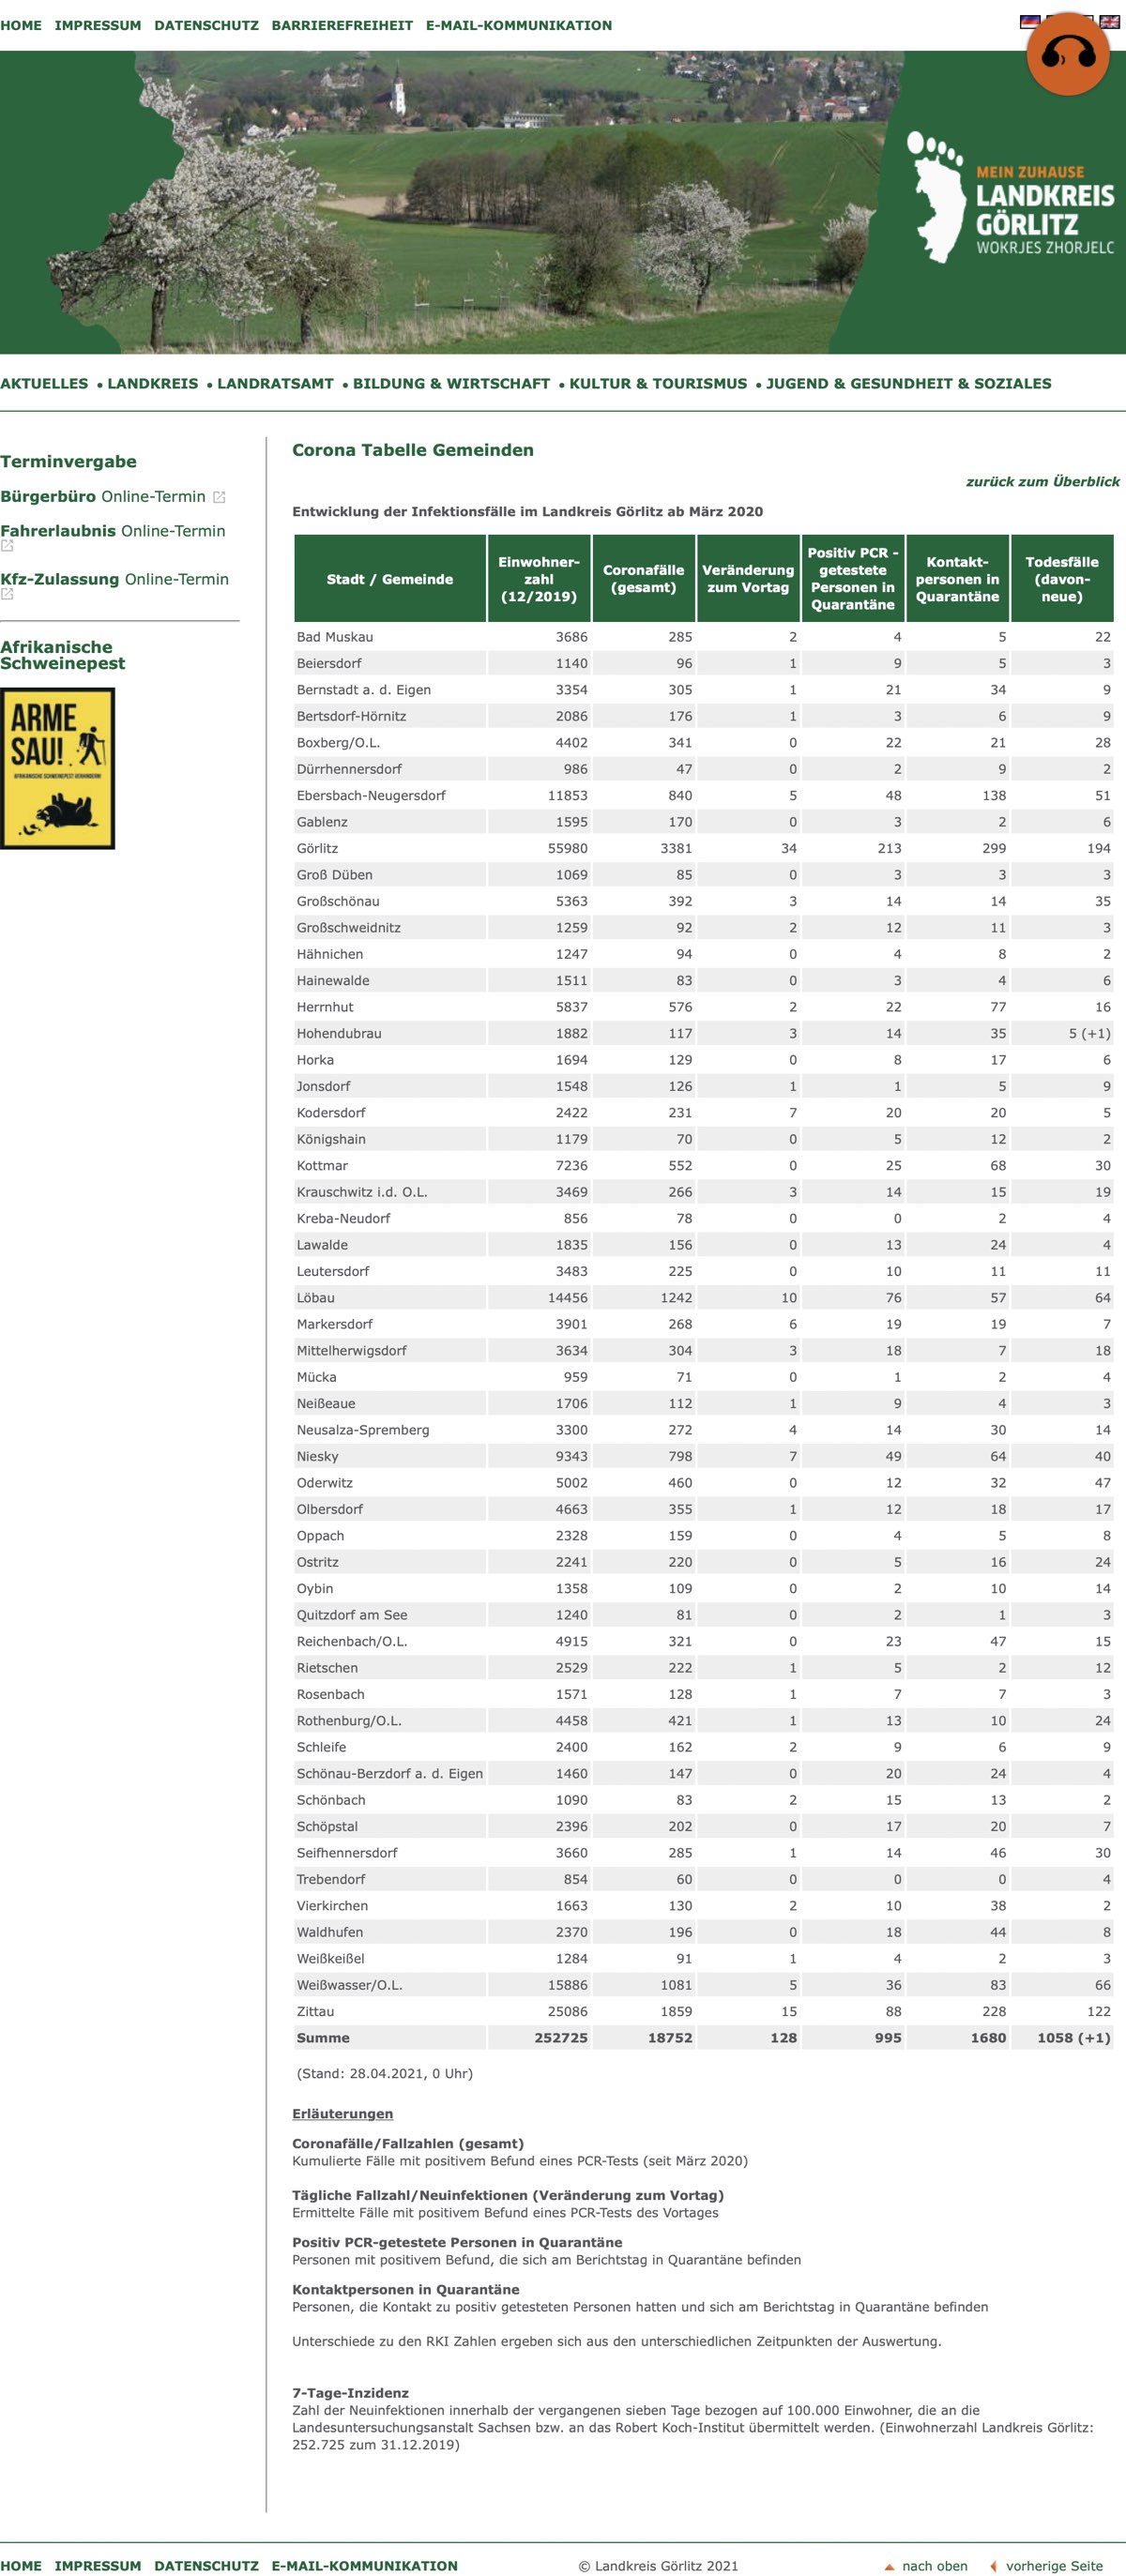 HOME IMPRESSUM DATENSCHUTZ BARRIEREFREIHEIT E-MAIL-KOMMUNIKATION
MEIN ZUHAUSE
LANDKREIS
GÖRLITZ
WOKRJES ZHORJELC
AKTUELLES • LANDKREIS • LANDRATSAMT • BILDUNG & WIRTSCHAFT • KULTUR & TOURISMUS • JUGEND & GESUNDHEIT & SOZIALES
Terminvergabe
Bürgerbüro Online-Termin
Fahrerlaubnis Online-Termin
Kfz-Zulassung Online-Termin
Afrikanische
Schweinepest
ARME
SAU!
AFRIKANISCHE SCHWEINEPEST VERHINDERN!
Corona Tabelle Gemeinden
zurück zum Überblick
Entwicklung der Infektionsfälle im Landkreis Görlitz ab März 2020
Stadt / Gemeinde Einwohner-zahl (12/2019) Coronafälle (gesamt) Veränderung zum Vortag Positiv PCR - getestete Personen in Quarantäne Kontakt-personen in Quarantäne Todesfälle (davon-neue)
Bad Muskau 3686 285 2 4 5 22
Beiersdorf 1140 96 1 9 5 3
Bernstadt a. d. Eigen 3354 305 1 21 34 9
Bertsdorf-Hörnitz 2086 176 1 3 6 9
Boxberg/O.L. 4402 341 0 22 21 28
Dürrhennersdorf 986 47 0 2 9 2
Ebersbach-Neugersdorf 11853 840 5 48 138 51
Gablenz 1595 170 0 3 2 6
Görlitz 55980 3381 34 213 299 194
Groß Düben 1069 85 0 3 3 3
Großschönau 5363 392 3 14 14 35
Großschweidnitz 1259 92 2 12 11 3
Hähnichen 1247 94 0 4 8 2
Hainewalde 1511 83 0 3 4 6
Herrnhut 5837 576 2 22 77 16
Hohendubrau 1882 117 3 14 35 5 (+1)
Horka 1694 129 0 8 17 6
Jonsdorf 1548 126 1 1 5 9
Kodersdorf 2422 231 7 20 20 5
Königshain 1179 70 0 5 12 2
Kottmar 7236 552 0 25 68 30
Krauschwitz i.d. O.L. 3469 266 3 14 15 19
Kreba-Neudorf 856 78 0 0 2 4
Lawalde 1835 156 0 13 24 4
Leutersdorf 3483 225 0 10 11 11
Löbau 14456 1242 10 76 57 64
Markersdorf 3901 268 6 19 19 7
Mittelherwigsdorf 3634 304 3 18 7 18
Mücka 959 71 0 1 2 4
Neißeaue 1706 112 1 9 4 3
Neusalza-Spremberg 3300 272 4 14 30 14
Niesky 9343 798 7 49 64 40
Oderwitz 5002 460 0 12 32 47
Olbersdorf 4663 355 1 12 18 17
Oppach 2328 159 0 4 5 8
Ostritz 2241 220 0 5 16 24
Oybin 1358 109 0 2 10 14
Quitzdorf am See 1240 81 0 2 1 3
Reichenbach/O.L. 4915 321 0 23 47 15
Rietschen 2529 222 1 5 2 12
Rosenbach 1571 128 1 7 7 3
Rothenburg/O.L. 4458 421 1 13 10 24
Schleife 2400 162 2 9 6 9
Schönau-Berzdorf a. d. Eigen 1460 147 0 20 24 4
Schönbach 1090 83 2 15 13 2
Schöpstal 2396 202 0 17 20 7
Seifhennersdorf 3660 285 1 14 46 30
Trebendorf 854 60 0 0 0 4
Vierkirchen 1663 130 2 10 38 2
Waldhufen 2370 196 0 18 44 8
Weißkeißel 1284 91 1 4 2 3
Weißwasser/O.L. 15886 1081 5 36 83 66
Zittau 25086 1859 15 88 228 122
Summe 252725 18752 128 995 1680 1058 (+1)
(Stand: 28.04.2021, 0 Uhr)
Erläuterungen
Coronafälle/Fallzahlen (gesamt)
Kumulierte Fälle mit positivem Befund eines PCR-Tests (seit März 2020)
Tägliche Fallzahl/Neuinfektionen (Veränderung zum Vortag)
Ermittelte Fälle mit positivem Befund eines PCR-Tests des Vortages
Positiv PCR-getestete Personen in Quarantäne
Personen mit positivem Befund, die sich am Berichtstag in Quarantäne befinden
Kontaktpersonen in Quarantäne
Personen, die Kontakt zu positiv getesteten Personen hatten und sich am Berichtstag in Quarantäne befinden
Unterschiede zu den RKI Zahlen ergeben sich aus den unterschiedlichen Zeitpunkten der Auswertung.
7-Tage-Inzidenz
Zahl der Neuinfektionen innerhalb der vergangenen sieben Tage bezogen auf 100.000 Einwohner, die an die
Landesuntersuchungsanstalt Sachsen bzw. an das Robert Koch-Institut übermittelt werden. (Einwohnerzahl Landkreis Görlitz:
252.725 zum 31.12.2019)
HOME IMPRESSUM DATENSCHUTZ E-MAIL-KOMMUNIKATION © Landkreis Görlitz 2021 nach oben vorherige Seite